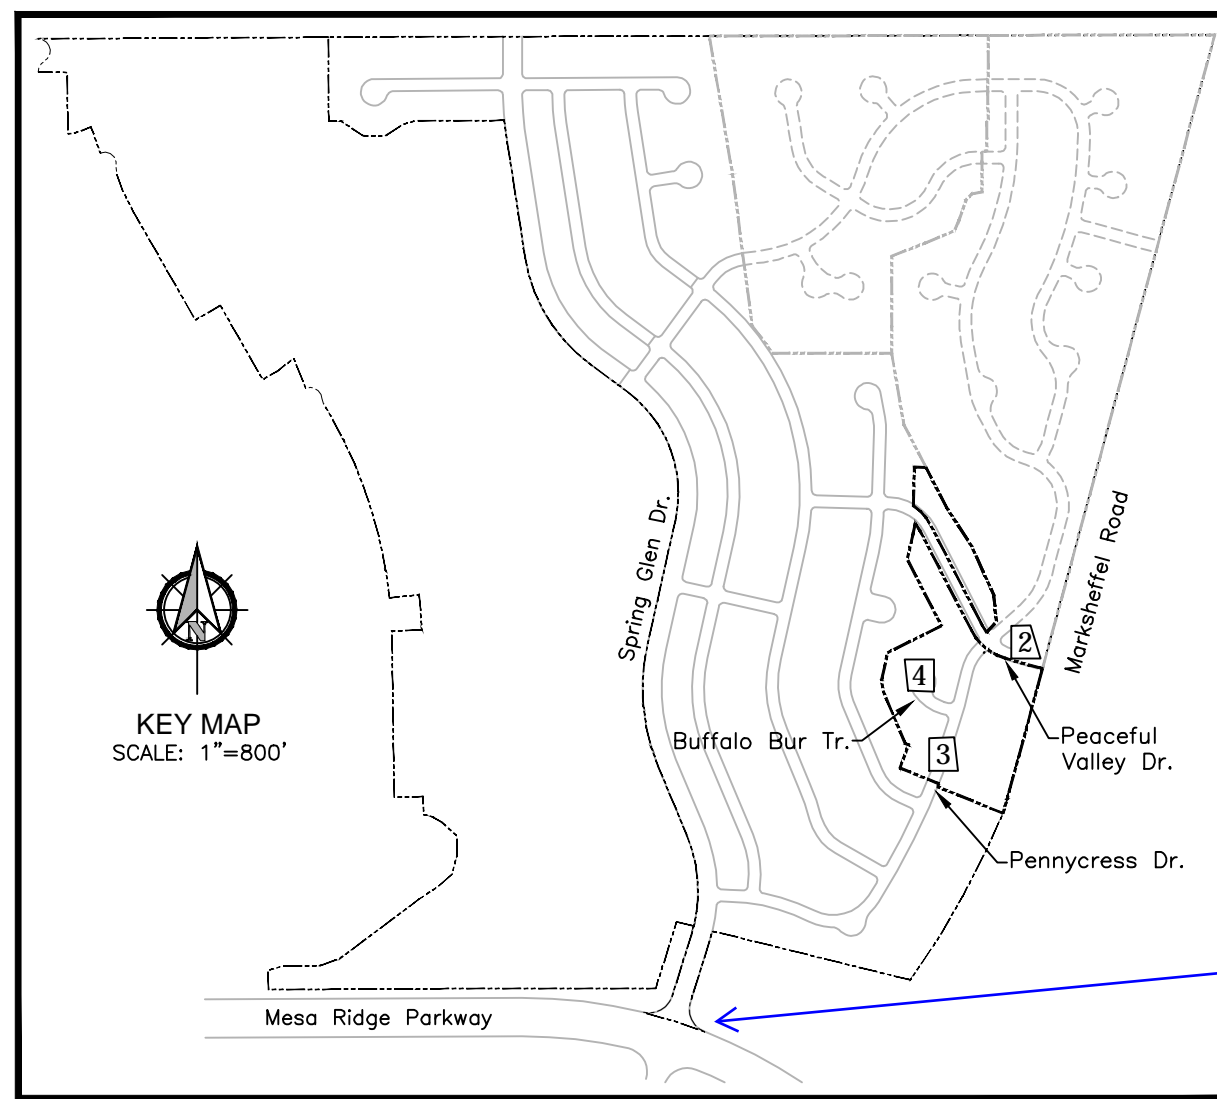 Spring Glen Dr.
Marksheffel Road
N
KEY MAP
SCALE: 1"=800'
2
4
Buffalo Bur Tr.
3
Peaceful
Valley Dr.
Pennycress Dr.
Mesa Ridge Parkway